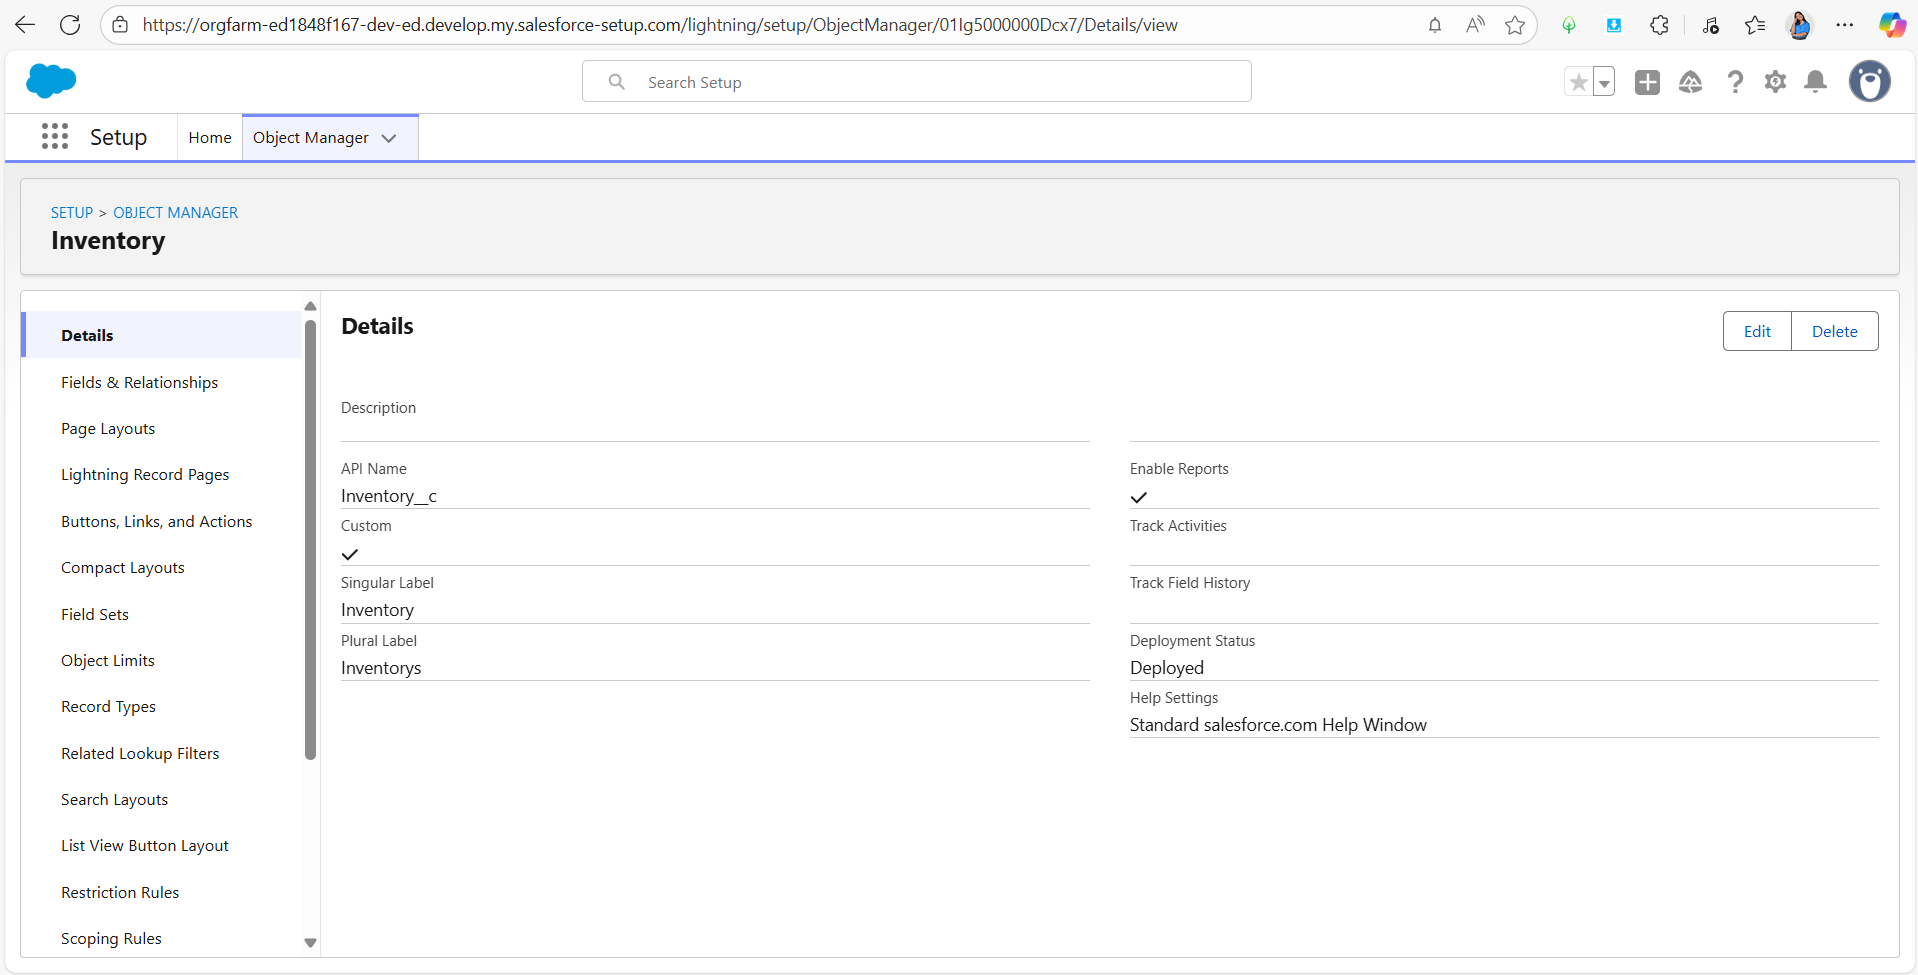 https://orgfarm-ed1848f167-dev-ed.develop.my.salesforce-setup.com/lightning/setup/ObjectManager/01Ig5000000Dcx7/Details/view
Search Setup
Setup
Home
Object Manager
SETUP > OBJECT MANAGER
Inventory
Details
Fields & Relationships
Page Layouts
Lightning Record Pages
Buttons, Links, and Actions
Compact Layouts
Field Sets
Object Limits
Record Types
Related Lookup Filters
Search Layouts
List View Button Layout
Restriction Rules
Scoping Rules
Details
Edit
Delete
Description
API Name
Inventory__c
Custom
Singular Label
Inventory
Plural Label
Inventorys
Enable Reports
Track Activities
Track Field History
Deployment Status
Deployed
Help Settings
Standard salesforce.com Help Window